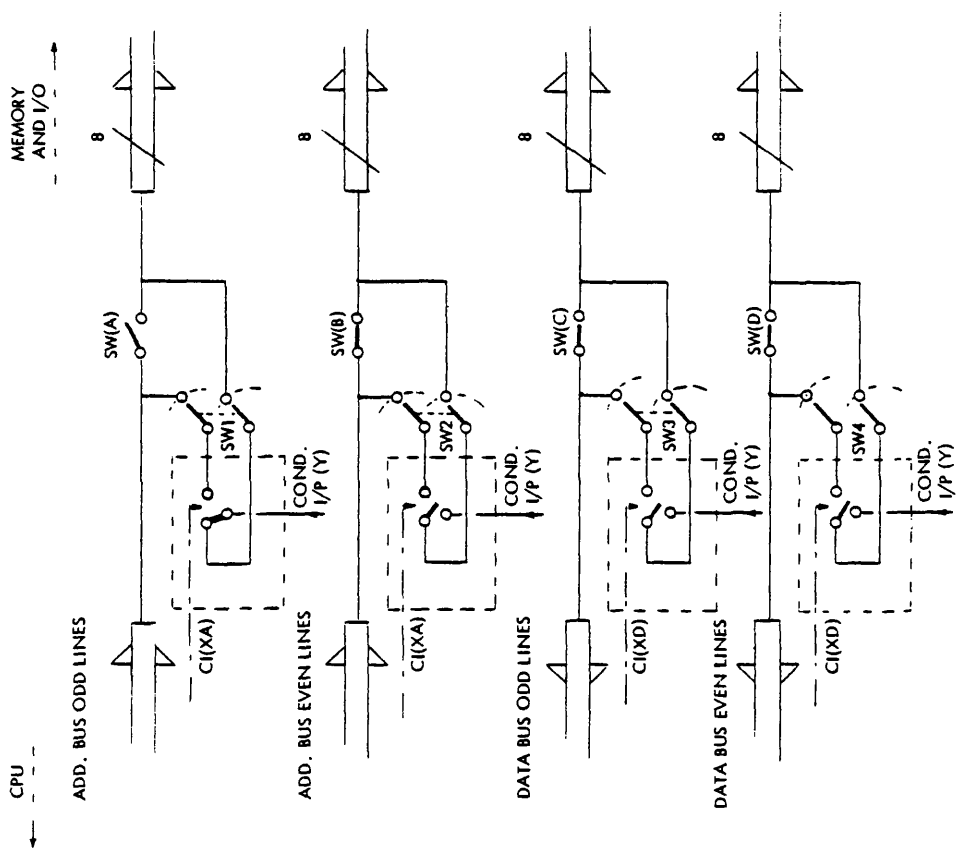 CPU
MEMORY
AND I/O
ADD. BUS ODD LINES
SW(A)
8
SW1
CI(XA)
COND.
I/P (Y)
ADD. BUS EVEN LINES
SW(B)
8
SW2
CI(XA)
COND.
I/P (Y)
DATA BUS ODD LINES
SW(C)
8
SW3
CI(XD)
COND.
I/P (Y)
DATA BUS EVEN LINES
SW(D)
8
SW4
CI(XD)
COND.
I/P (Y)